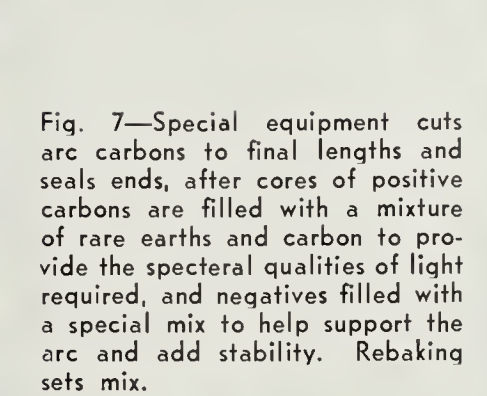 Fig. 7—Special equipment cuts
arc carbons to final lengths and
seals ends, after cores of positive
carbons are filled with a mixture
of rare earths and carbon to pro-
vide the specteral qualities of light
required, and negatives filled with
a special mix to help support the
arc and add stability. Rebaking
sets mix.